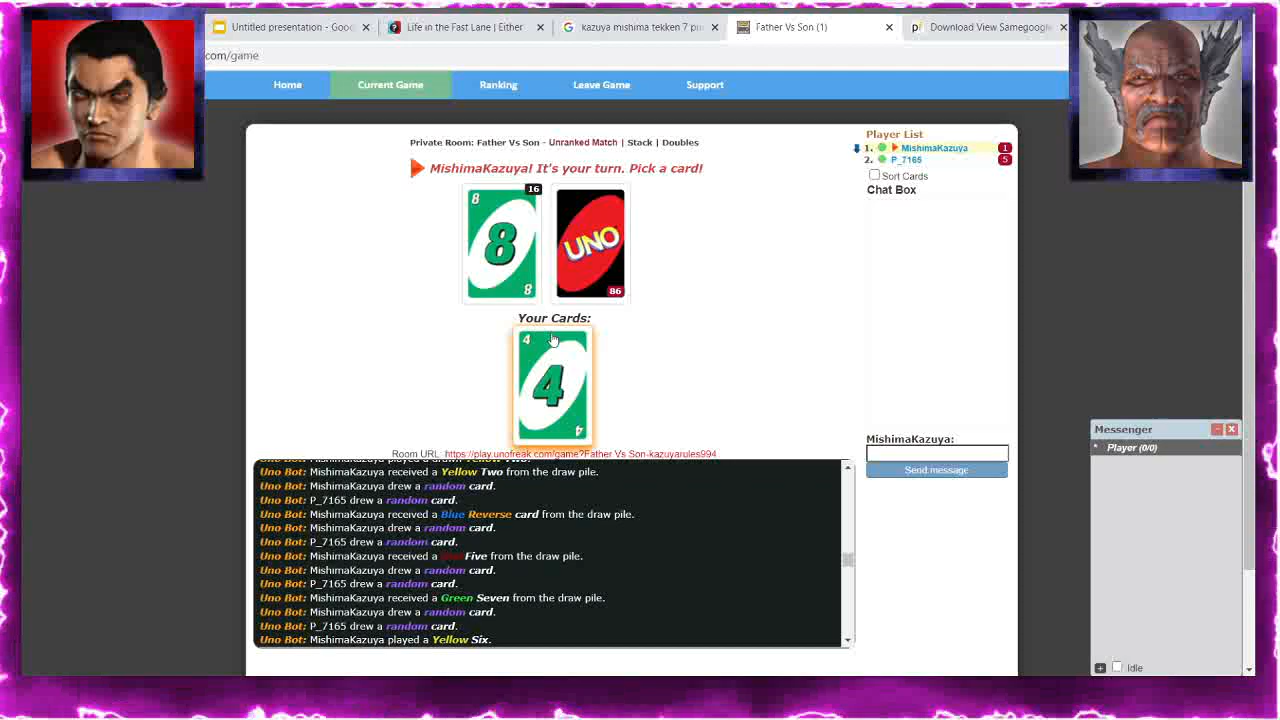 Untitled presentation - Goog
Life in the Fast Lane | Either
kazuya mishima tekken 7 pr
Father Vs Son (1)
Download View Samegoogle
com/game
Home
Current Game
Ranking
Leave Game
Support
Private Room: Father Vs Son - Unranked Match | Stack | Doubles
MishimaKazuya! It's your turn. Pick a card!
8
16
8
8
UNO
86
Your Cards:
4
4
4
Room URL: https://play.unofreak.com/game?Father Vs Son-kazuyarules994
Uno Bot: MishimaKazuya received a Yellow Two from the draw pile.
Uno Bot: MishimaKazuya drew a random card.
Uno Bot: P_7165 drew a random card.
Uno Bot: MishimaKazuya received a Blue Reverse card from the draw pile.
Uno Bot: MishimaKazuya drew a random card.
Uno Bot: P_7165 drew a random card.
Uno Bot: MishimaKazuya received a Five from the draw pile.
Uno Bot: MishimaKazuya drew a random card.
Uno Bot: P_7165 drew a random card.
Uno Bot: MishimaKazuya received a Green Seven from the draw pile.
Uno Bot: MishimaKazuya drew a random card.
Uno Bot: P_7165 drew a random card.
Uno Bot: MishimaKazuya played a Yellow Six.
Player List
1. MishimaKazuya 1
2. P_7165 5
Sort Cards
Chat Box
MishimaKazuya:
Send message
Messenger
* Player (0/0)
Idle